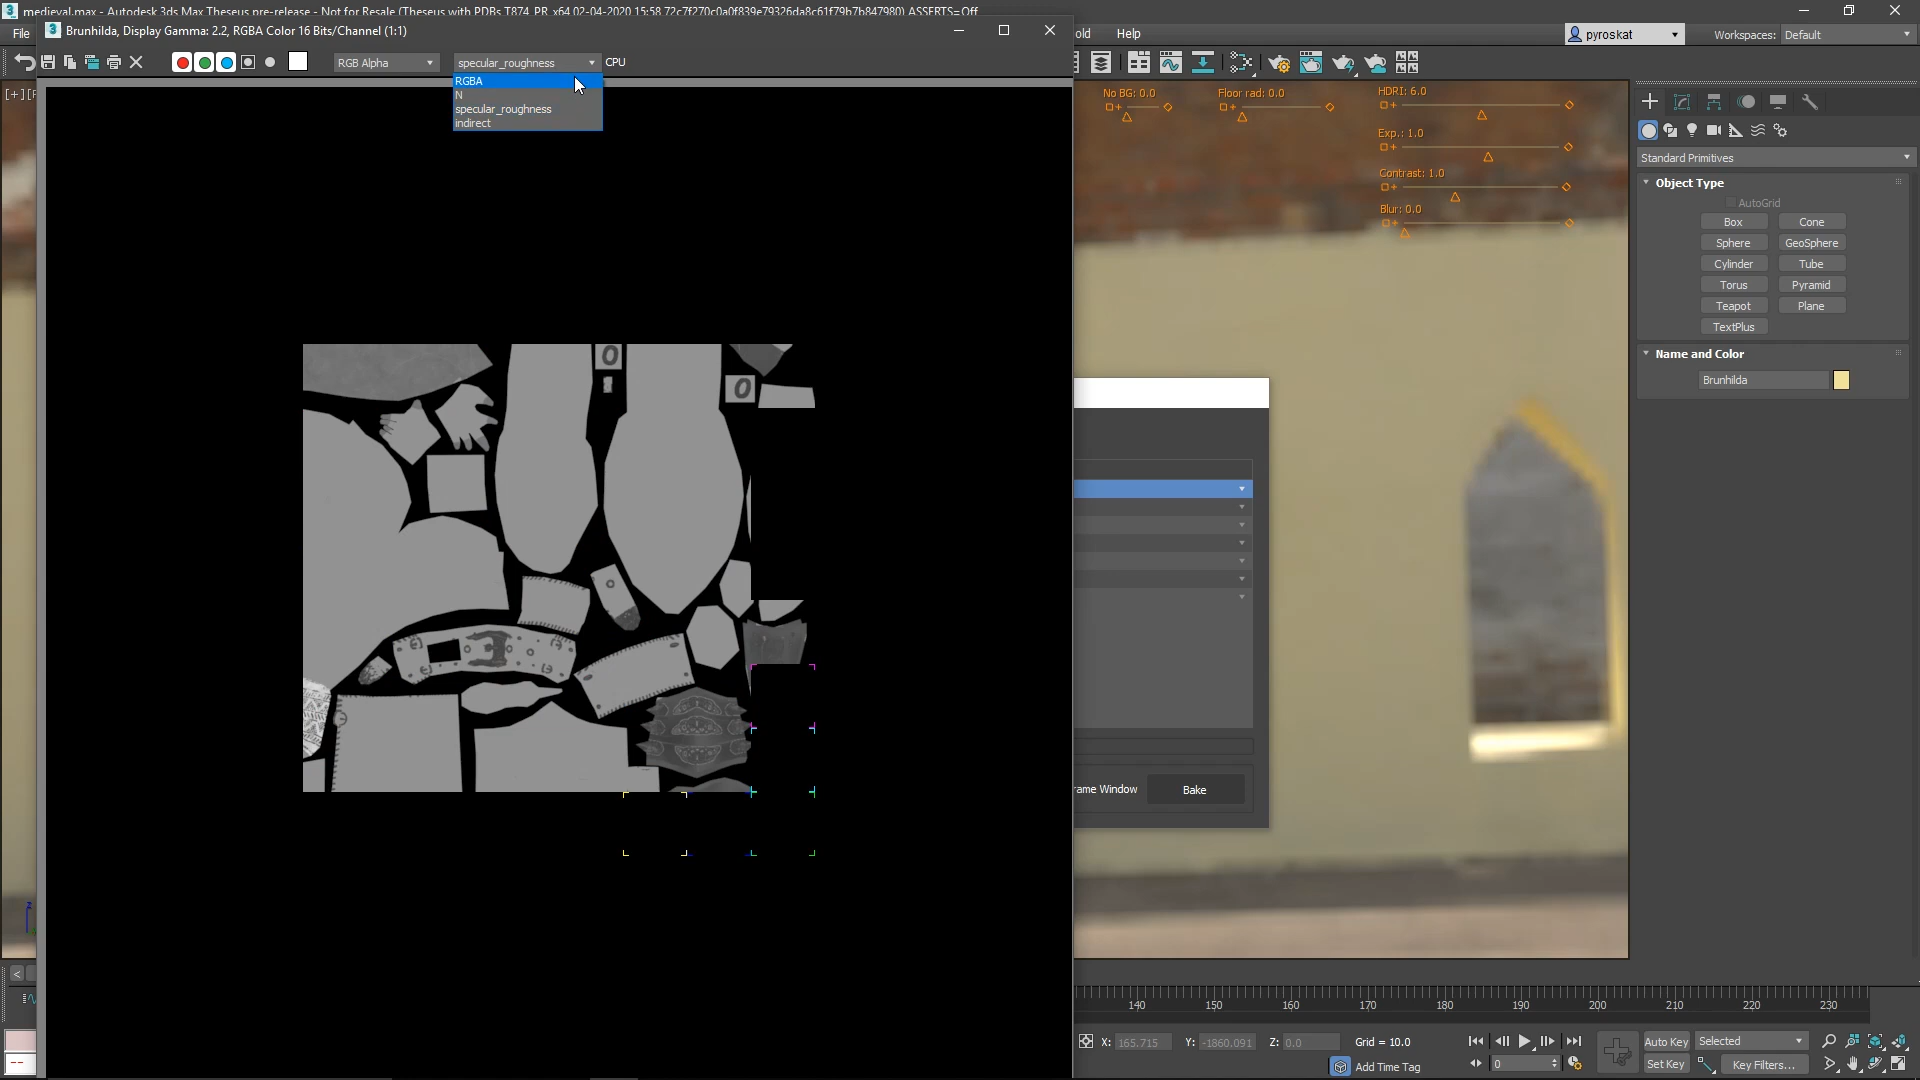 medieval.max - Autodesk 3ds Max Theseus pre-release - Not for Resale (Theseus with PDBs T874_PR_x64 02-04-2020 15:58 72c7f270c0a0f839e79326da8c61f79b7b847980) ASSERTS=Off
File
Brunhilda, Display Gamma: 2.2, RGBA Color 16 Bits/Channel (1:1)
old
Help
pyroskat
Workspaces:
Default
RGB Alpha
specular_roughness
CPU
RGBA
N
specular_roughness
indirect
[+]
No BG: 0.0
Floor rad: 0.0
HDRI: 6.0
Exp.: 1.0
Contrast: 1.0
Blur: 0.0
Standard Primitives
Object Type
AutoGrid
Box
Cone
Sphere
GeoSphere
Cylinder
Tube
Torus
Pyramid
Teapot
Plane
TextPlus
Name and Color
Brunhilda
rame Window
Bake
140
150
160
170
180
190
200
210
220
230
X: 165.715
Y: -1860.091
Z: 0.0
Grid = 10.0
Add Time Tag
0
Auto Key
Selected
Set Key
Key Filters...